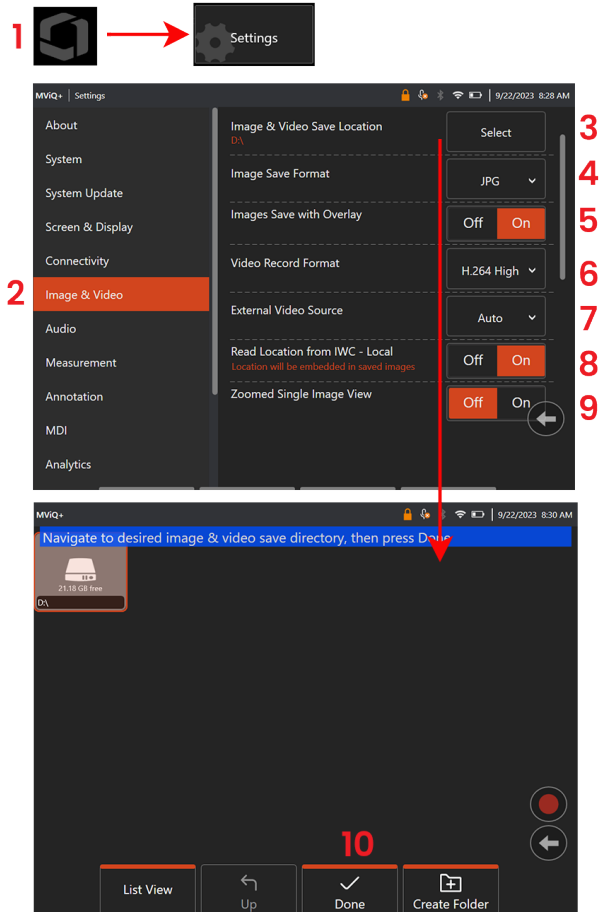 1
Settings
MViQ+ | Settings
9/22/2023 8:28 AM
About
System
System Update
Screen & Display
Connectivity
2
Image & Video
Audio
Measurement
Annotation
MDI
Analytics
Image & Video Save Location
D:\
Select
3
Image Save Format
JPG
4
Images Save with Overlay
Off On
5
Video Record Format
H.264 High
6
External Video Source
Auto
7
Read Location from IWC - Local
Location will be embedded in saved images
Off On
8
Zoomed Single Image View
Off On
9
MViQ+
9/22/2023 8:30 AM
Navigate to desired image & video save directory, then press Done
21.18 GB free
D:\
10
List View
Up
Done
Create Folder